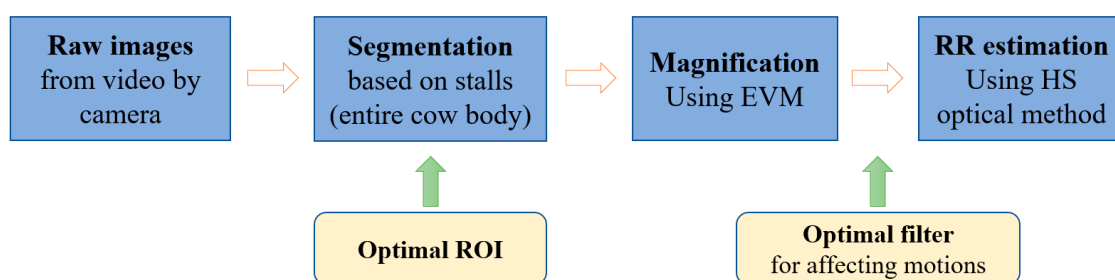 Raw images
from video by
camera
Segmentation
based on stalls
(entire cow body)
Magnification
Using EVM
RR estimation
Using HS
optical method
Optimal ROI
Optimal filter
for affecting motions